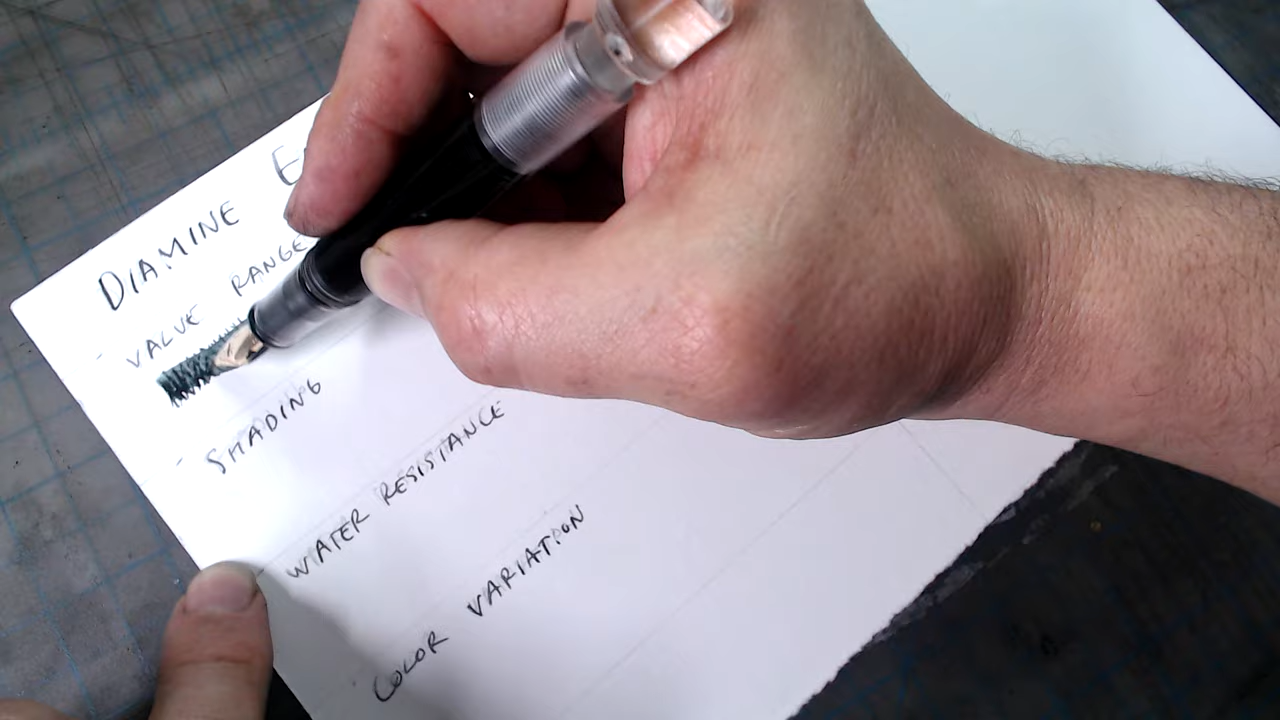 DIAMINE
- VALUE RANGE
- SHADING
- WATER RESISTANCE
- COLOR VARIATION